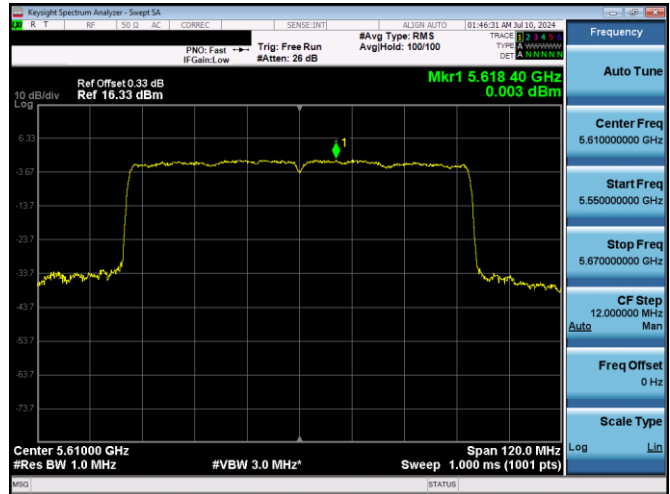 Keysight Spectrum Analyzer - Swept SA
R T RF 50 Ω AC CORREC SENSE:INT ALIGN AUTO 01:46:31 AM Jul 10, 2024
PNO: Fast
IFGain:Low
Trig: Free Run
#Atten: 26 dB
#Avg Type: RMS
Avg|Hold: 100/100
TRACE 1 2 3 4 5 6
TYPE A WWWWW
DET A N N N N N
Mkr1 5.618 40 GHz
0.003 dBm
Ref Offset 0.33 dB
10 dB/div Ref 16.33 dBm
Log
1
6.33
-3.67
-13.7
-23.7
-33.7
-43.7
-53.7
-63.7
-73.7
Center 5.61000 GHz Span 120.0 MHz
#Res BW 1.0 MHz #VBW 3.0 MHz* Sweep 1.000 ms (1001 pts)
MSG STATUS
Frequency
Auto Tune
Center Freq
5.610000000 GHz
Start Freq
5.550000000 GHz
Stop Freq
5.670000000 GHz
CF Step
12.000000 MHz
Auto Man
Freq Offset
0 Hz
Scale Type
Log Lin